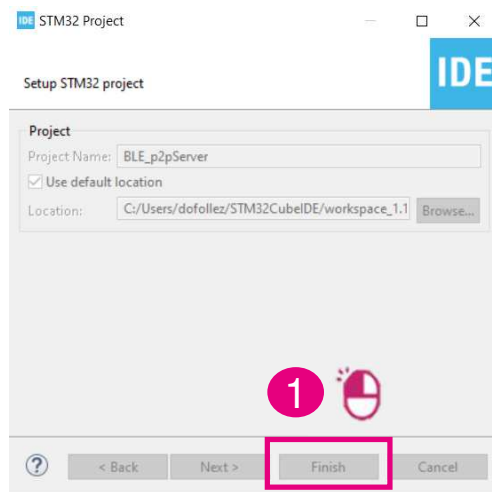 IDE STM32 Project
IDE
Setup STM32 project
Project
Project Name: BLE_p2pServer
Use default location
Location: C:/Users/dofollez/STM32CubeIDE/workspace_1.1 Browse...
1
? < Back Next > Finish Cancel